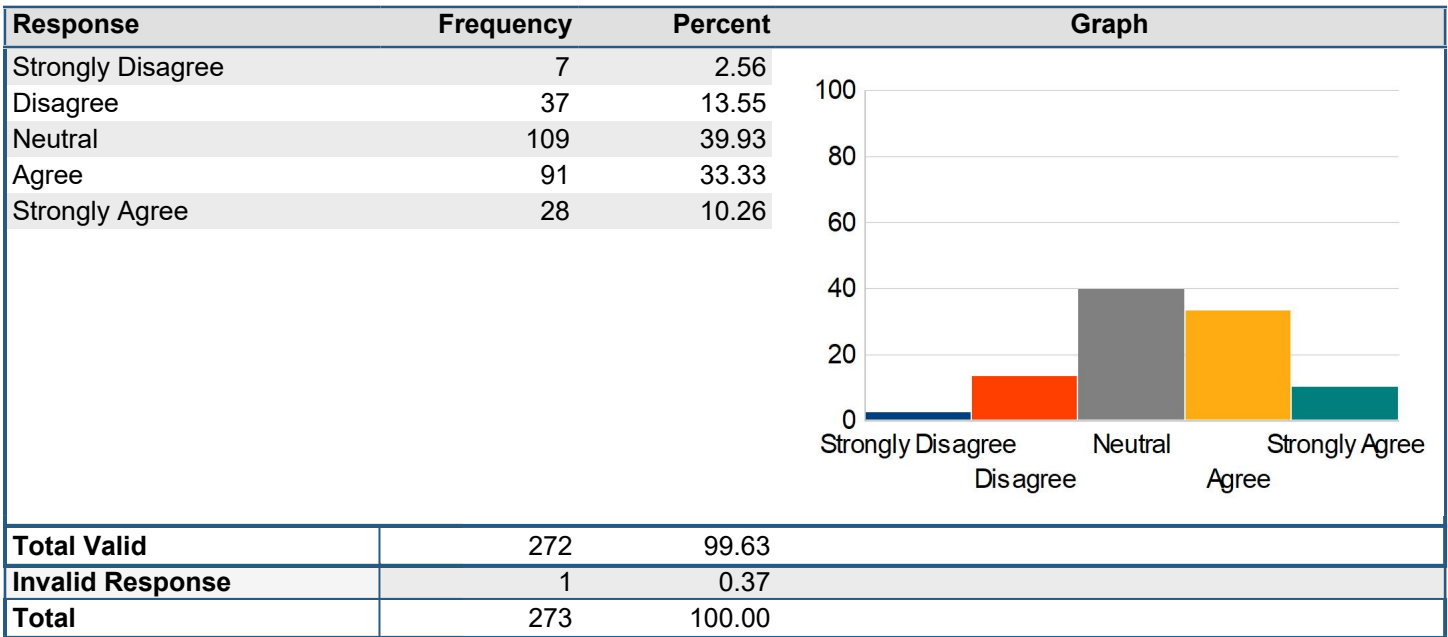 Response Frequency Percent Graph
Strongly Disagree 7 2.56
Disagree 37 13.55
Neutral 109 39.93
Agree 91 33.33
Strongly Agree 28 10.26
100
80
60
40
20
0
Strongly Disagree Neutral Strongly Agree
Disagree Agree
Total Valid 272 99.63
Invalid Response 1 0.37
Total 273 100.00